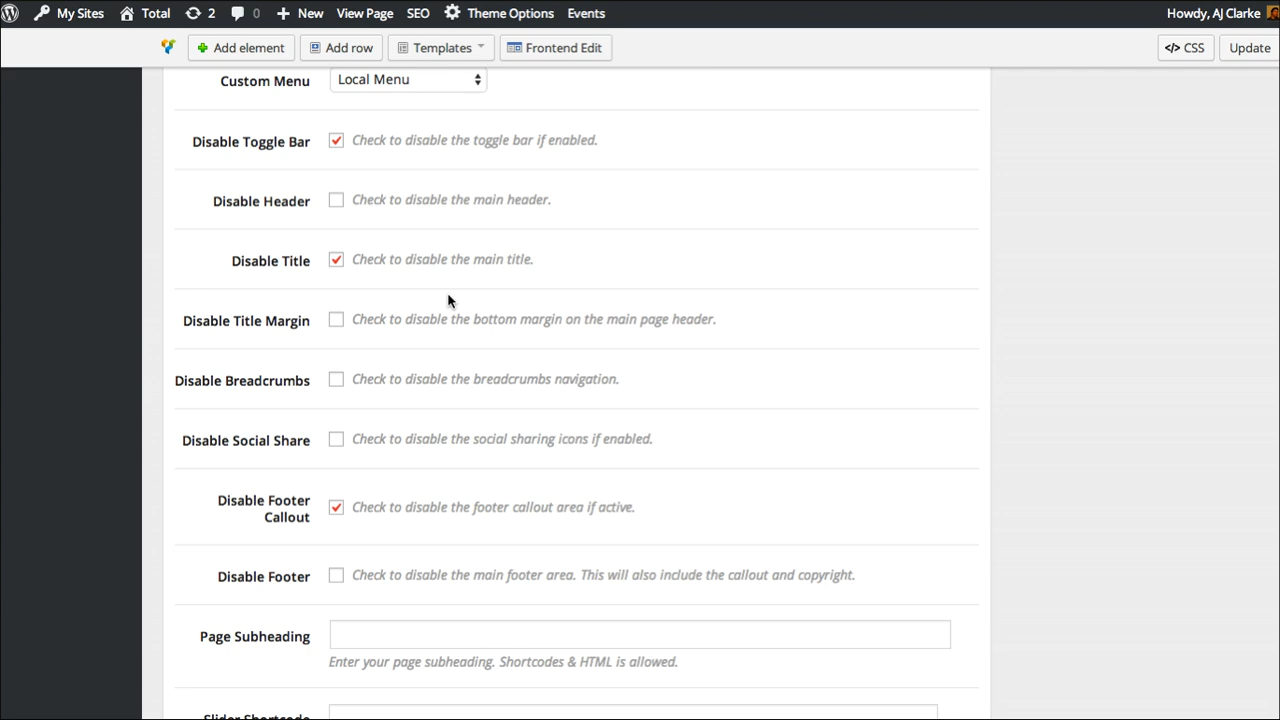 My Sites Total 2 0 New View Page SEO Theme Options Events Howdy, AJ Clarke
Add element Add row Templates Frontend Edit </> CSS Update
Custom Menu Local Menu
Disable Toggle Bar Check to disable the toggle bar if enabled.
Disable Header Check to disable the main header.
Disable Title Check to disable the main title.
Disable Title Margin Check to disable the bottom margin on the main page header.
Disable Breadcrumbs Check to disable the breadcrumbs navigation.
Disable Social Share Check to disable the social sharing icons if enabled.
Disable Footer
Callout Check to disable the footer callout area if active.
Disable Footer Check to disable the main footer area. This will also include the callout and copyright.
Page Subheading
Enter your page subheading. Shortcodes & HTML is allowed.
Slider Shortcode